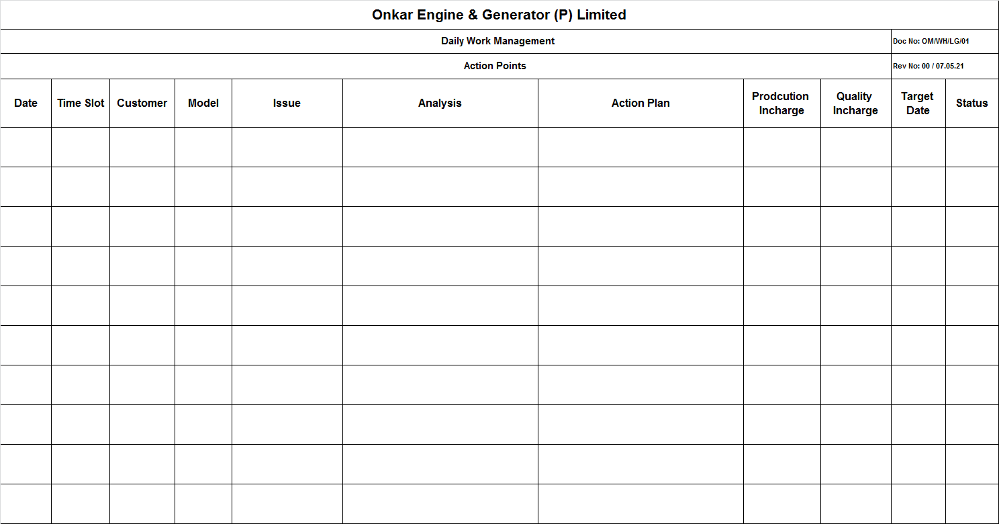 Onkar Engine & Generator (P) Limited
Daily Work Management
Doc No: OM/WH/LG/01
Action Points
Rev No: 00 / 07.05.21
Date
Time Slot
Customer
Model
Issue
Analysis
Action Plan
Prodcution
Incharge
Quality
Incharge
Target
Date
Status